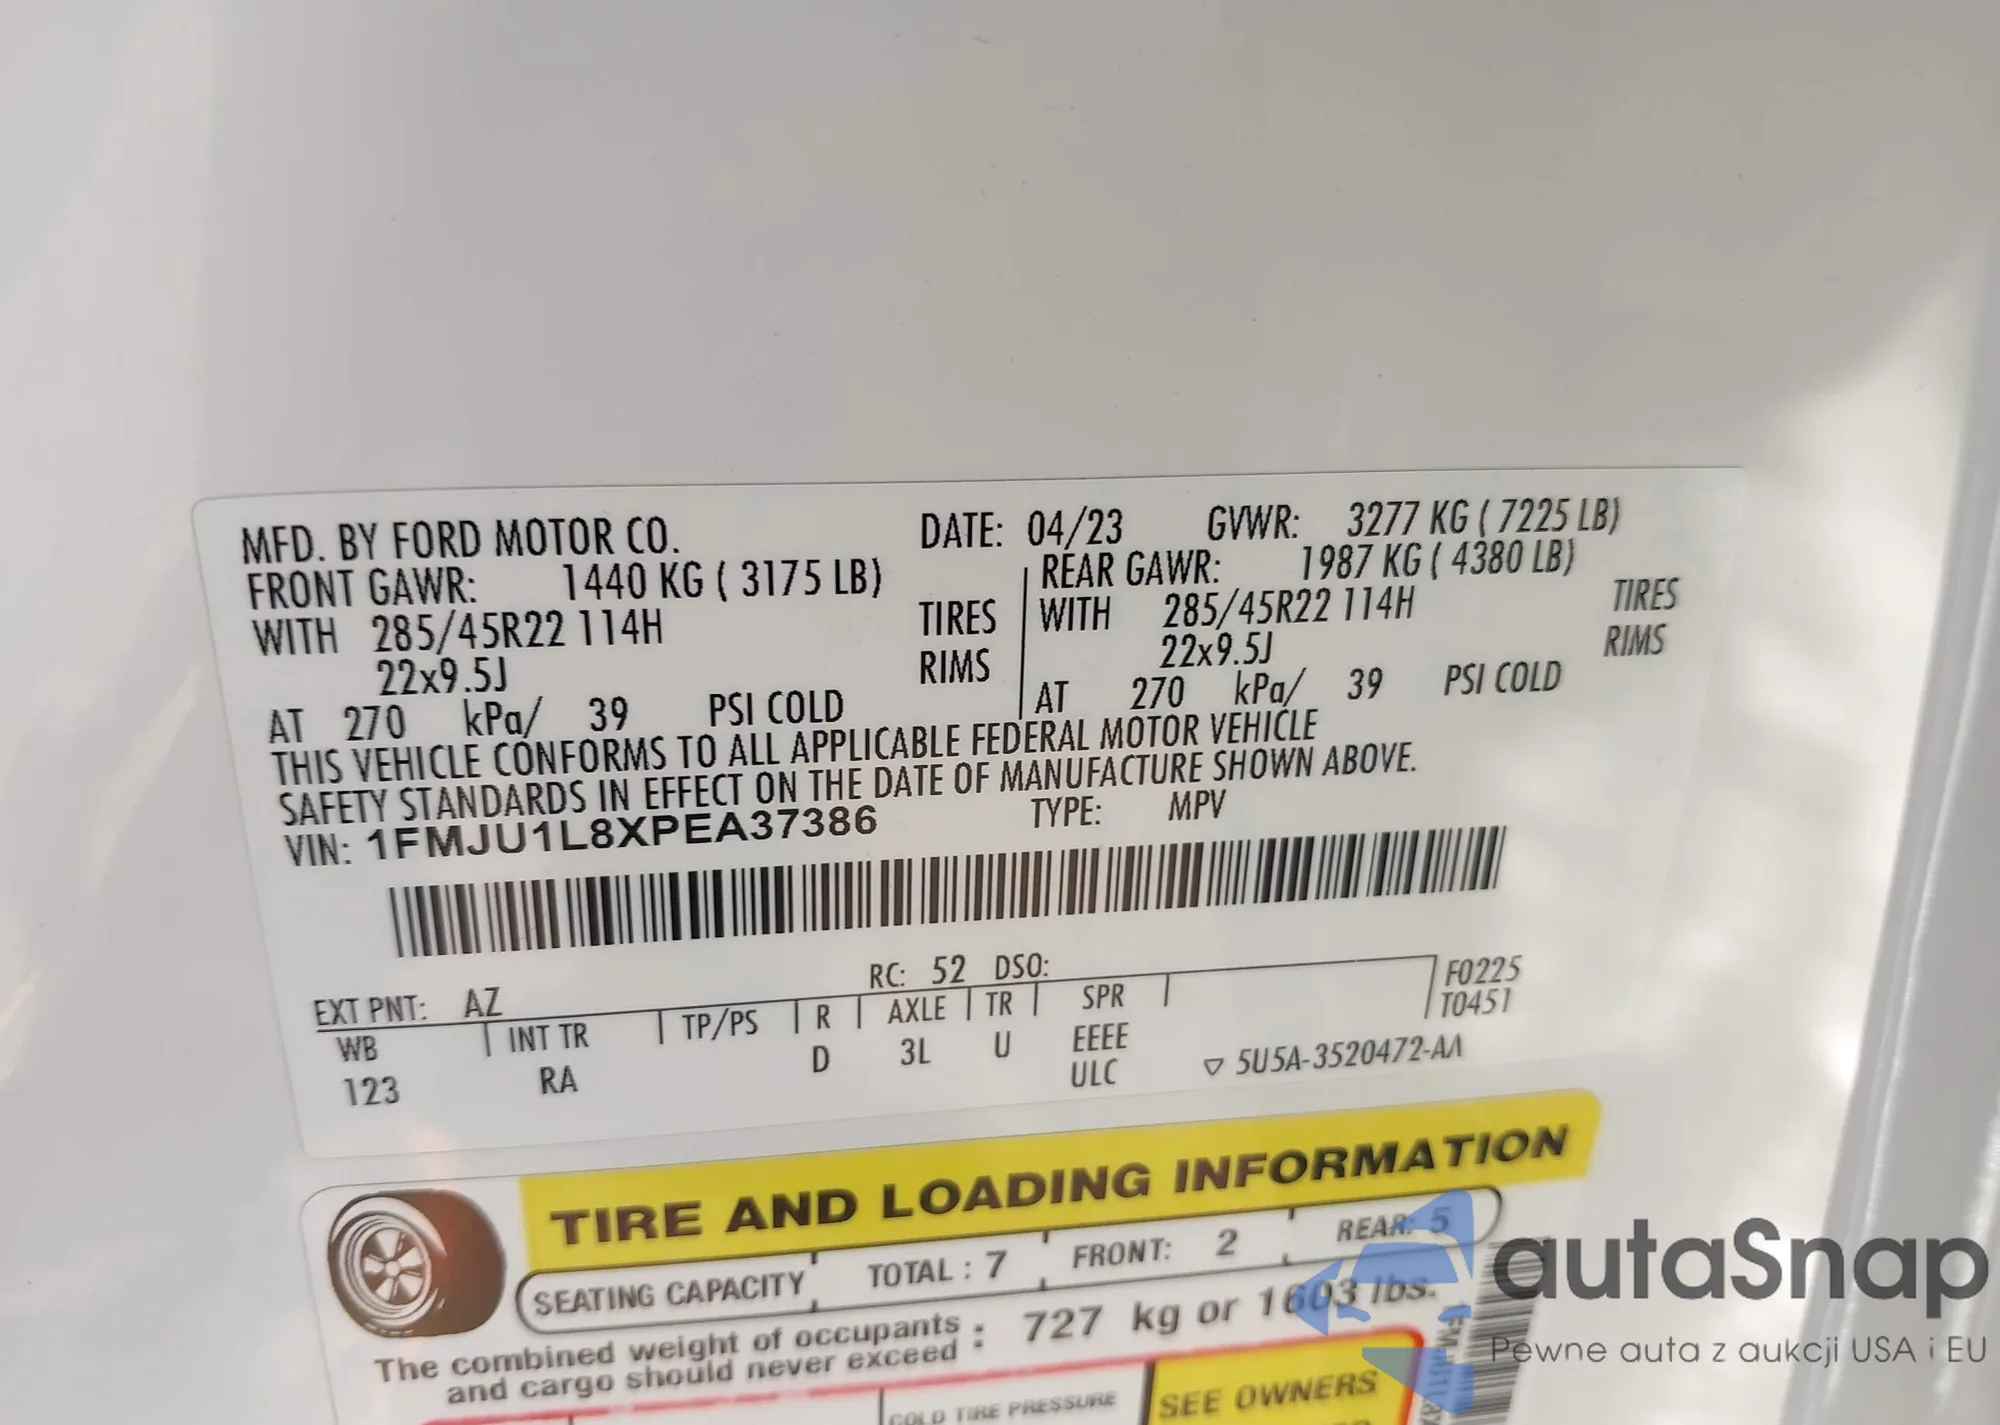 MFD. BY FORD MOTOR CO. DATE: 04/23 GVWR: 3277 KG ( 7225 LB)
FRONT GAWR: 1440 KG ( 3175 LB) REAR GAWR: 1987 KG ( 4380 LB)
WITH 285/45R22 114H TIRES WITH 285/45R22 114H TIRES
22x9.5J RIMS 22x9.5J RIMS
AT 270 kPa/ 39 PSI COLD AT 270 kPa/ 39 PSI COLD
THIS VEHICLE CONFORMS TO ALL APPLICABLE FEDERAL MOTOR VEHICLE
SAFETY STANDARDS IN EFFECT ON THE DATE OF MANUFACTURE SHOWN ABOVE.
VIN: 1FMJU1L8XPEA37386 TYPE: MPV
EXT PNT: AZ RC: 52 DSO: F0225
WB INT TR TP/PS R AXLE TR SPR T0451
123 RA D 3L U EEEE
ULC ▽ 5U5A-3520472-AA
TIRE AND LOADING INFORMATION
SEATING CAPACITY TOTAL : 7 FRONT: 2 REAR: 5
The combined weight of occupants : 727 kg or 1603 lbs.
and cargo should never exceed
COLD TIRE PRESSURE SEE OWNERS
autaSnap
Pewne auta z aukcji USA i EU